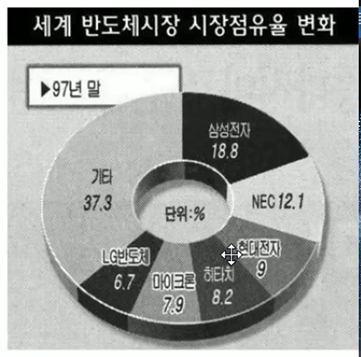 세계 반도체시장 시장점유율 변화
▶97년 말
삼성전자
18.8
NEC 12.1
현대전자
9
히타치
8.2
마이크론
7.9
LG반도체
6.7
기타
37.3
단위:%